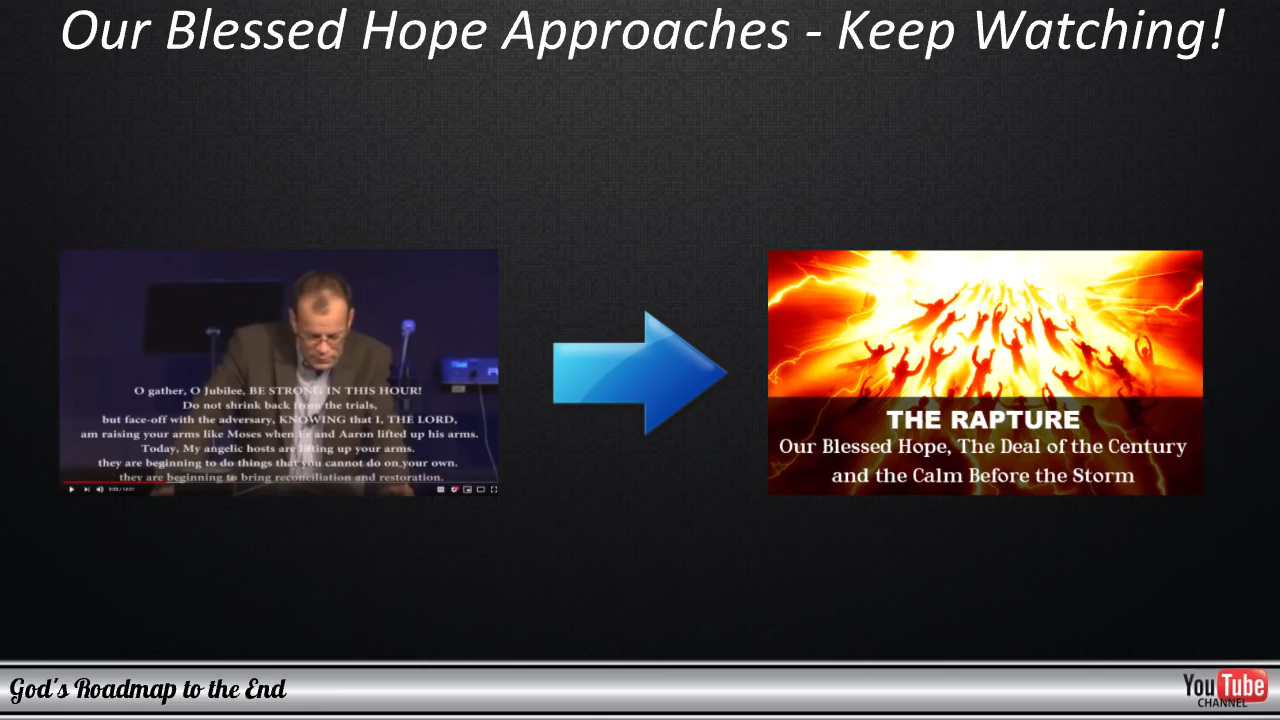 Our Blessed Hope Approaches - Keep Watching!
O gather, O Jubilee, BE STRONG IN THIS HOUR!
Do not shrink back from the trials,
but face-off with the adversary, KNOWING that I, THE LORD,
am raising your arms like Moses when and Aaron lifted up his arms.
Today, My angelic hosts are lifting up your arms.
they are beginning to do things that you cannot do on your own.
they are beginning to bring reconciliation and restoration.
THE RAPTURE
Our Blessed Hope, The Deal of the Century
and the Calm Before the Storm
God's Roadmap to the End
YouTube
CHANNEL